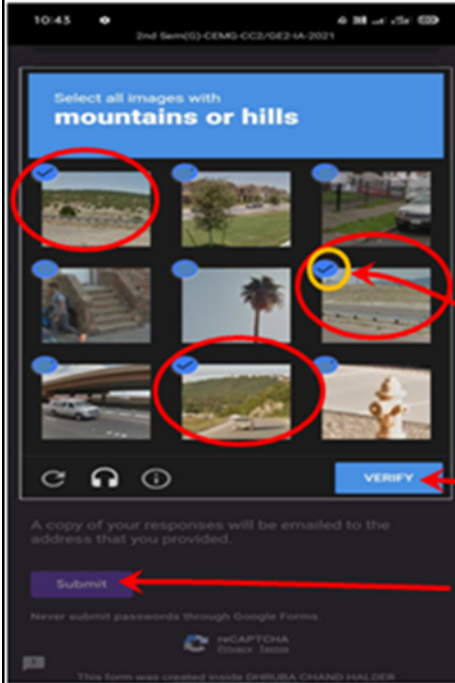 10:43
2nd Sem(G)-CEMG-CC2/GE2-IA-2021
Select all images with
mountains or hills
VERIFY
A copy of your responses will be emailed to the
address that you provided.
Submit
Never submit passwords through Google Forms.
reCAPTCHA
Privacy Terms
This form was created inside DHRUBA CHAND HALDER